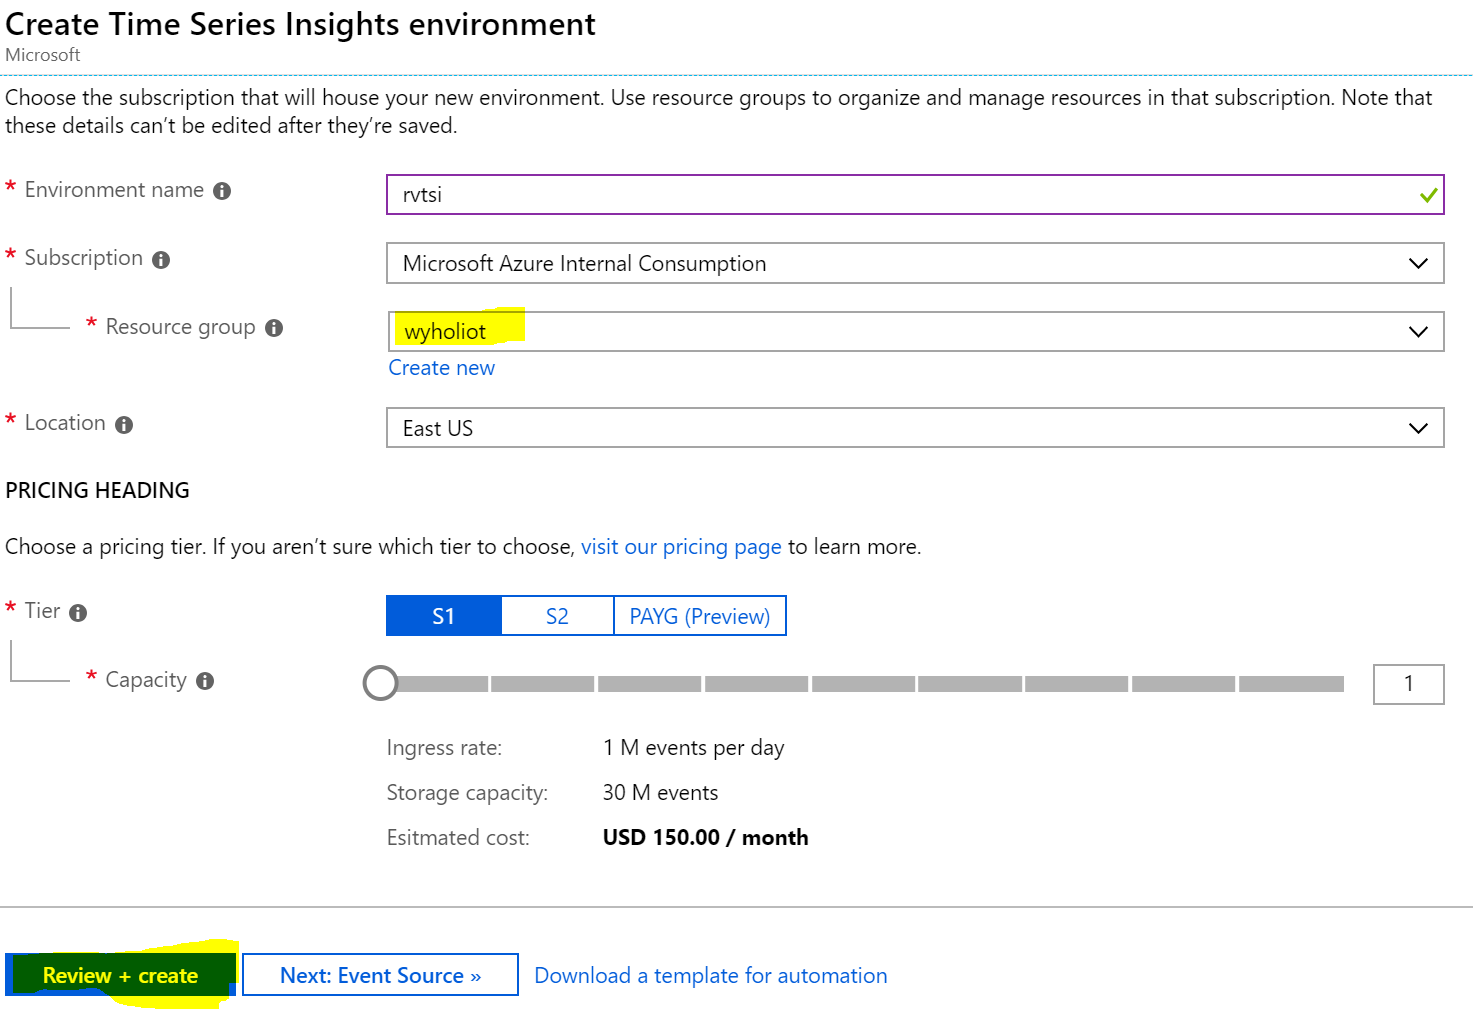 Create Time Series Insights environment
Microsoft
Choose the subscription that will house your new environment. Use resource groups to organize and manage resources in that subscription. Note that
these details can't be edited after they're saved.
* Environment name
rvtsi
* Subscription
Microsoft Azure Internal Consumption
* Resource group
wyholiot
Create new
* Location
East US
PRICING HEADING
Choose a pricing tier. If you aren't sure which tier to choose, visit our pricing page to learn more.
* Tier
S1 S2 PAYG (Preview)
* Capacity
1
Ingress rate: 1 M events per day
Storage capacity: 30 M events
Esitmated cost: USD 150.00 / month
Review + create Next: Event Source » Download a template for automation